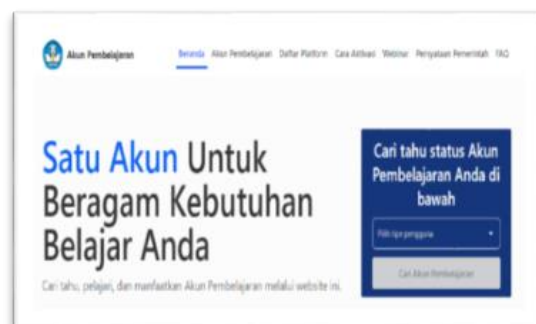 Akun Pembelajaran
Beranda Akun Pembelajaran Daftar Platform Cara Aktivasi Webinar Pernyataan Pemerintah FAQ
Satu Akun Untuk
Beragam Kebutuhan
Belajar Anda
Cari tahu, pelajari, dan manfaatkan Akun Pembelajaran melalui website ini.
Cari tahu status Akun
Pembelajaran Anda di
bawah
Pilih tipe pengguna
Cari Akun Pembelajaran